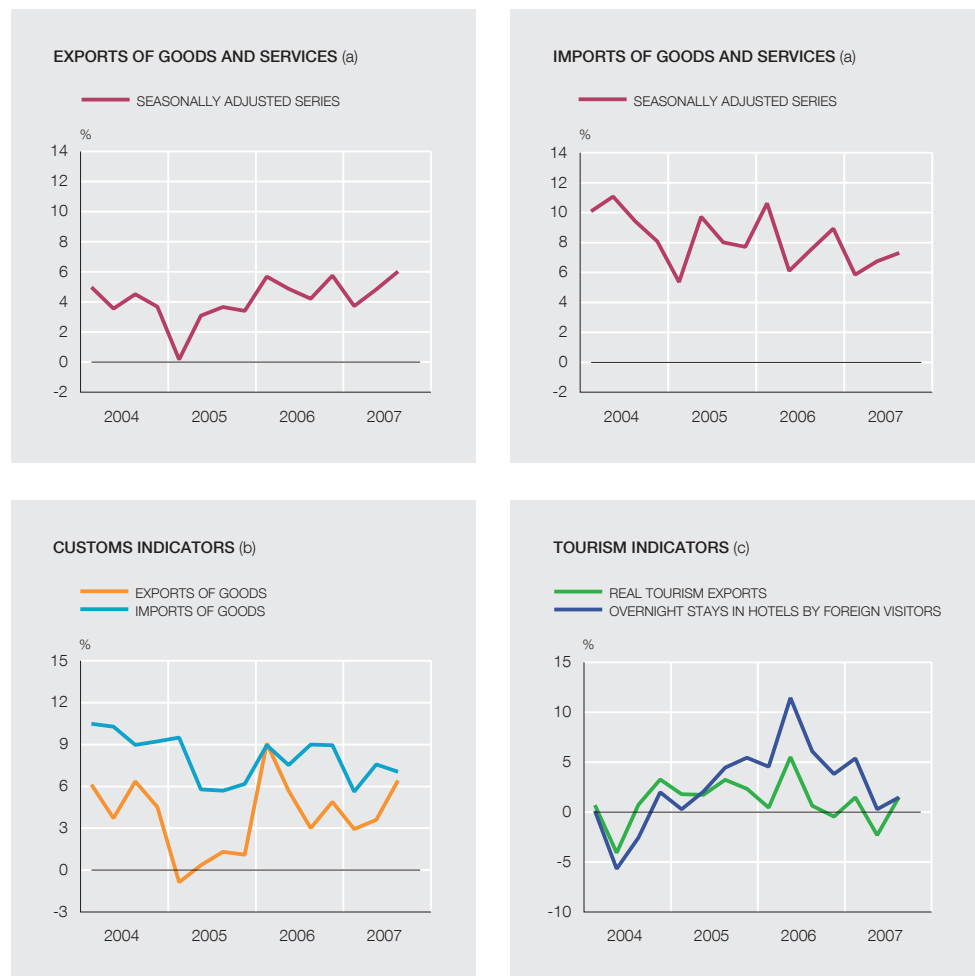 EXPORTS OF GOODS AND SERVICES (a)
SEASONALLY ADJUSTED SERIES
%
14
12
10
8
6
4
2
0
-2
2004 2005 2006 2007
IMPORTS OF GOODS AND SERVICES (a)
SEASONALLY ADJUSTED SERIES
%
14
12
10
8
6
4
2
0
-2
2004 2005 2006 2007
CUSTOMS INDICATORS (b)
EXPORTS OF GOODS
IMPORTS OF GOODS
%
15
12
9
6
3
0
-3
2004 2005 2006 2007
TOURISM INDICATORS (c)
REAL TOURISM EXPORTS
OVERNIGHT STAYS IN HOTELS BY FOREIGN VISITORS
%
15
10
5
0
-5
-10
2004 2005 2006 2007